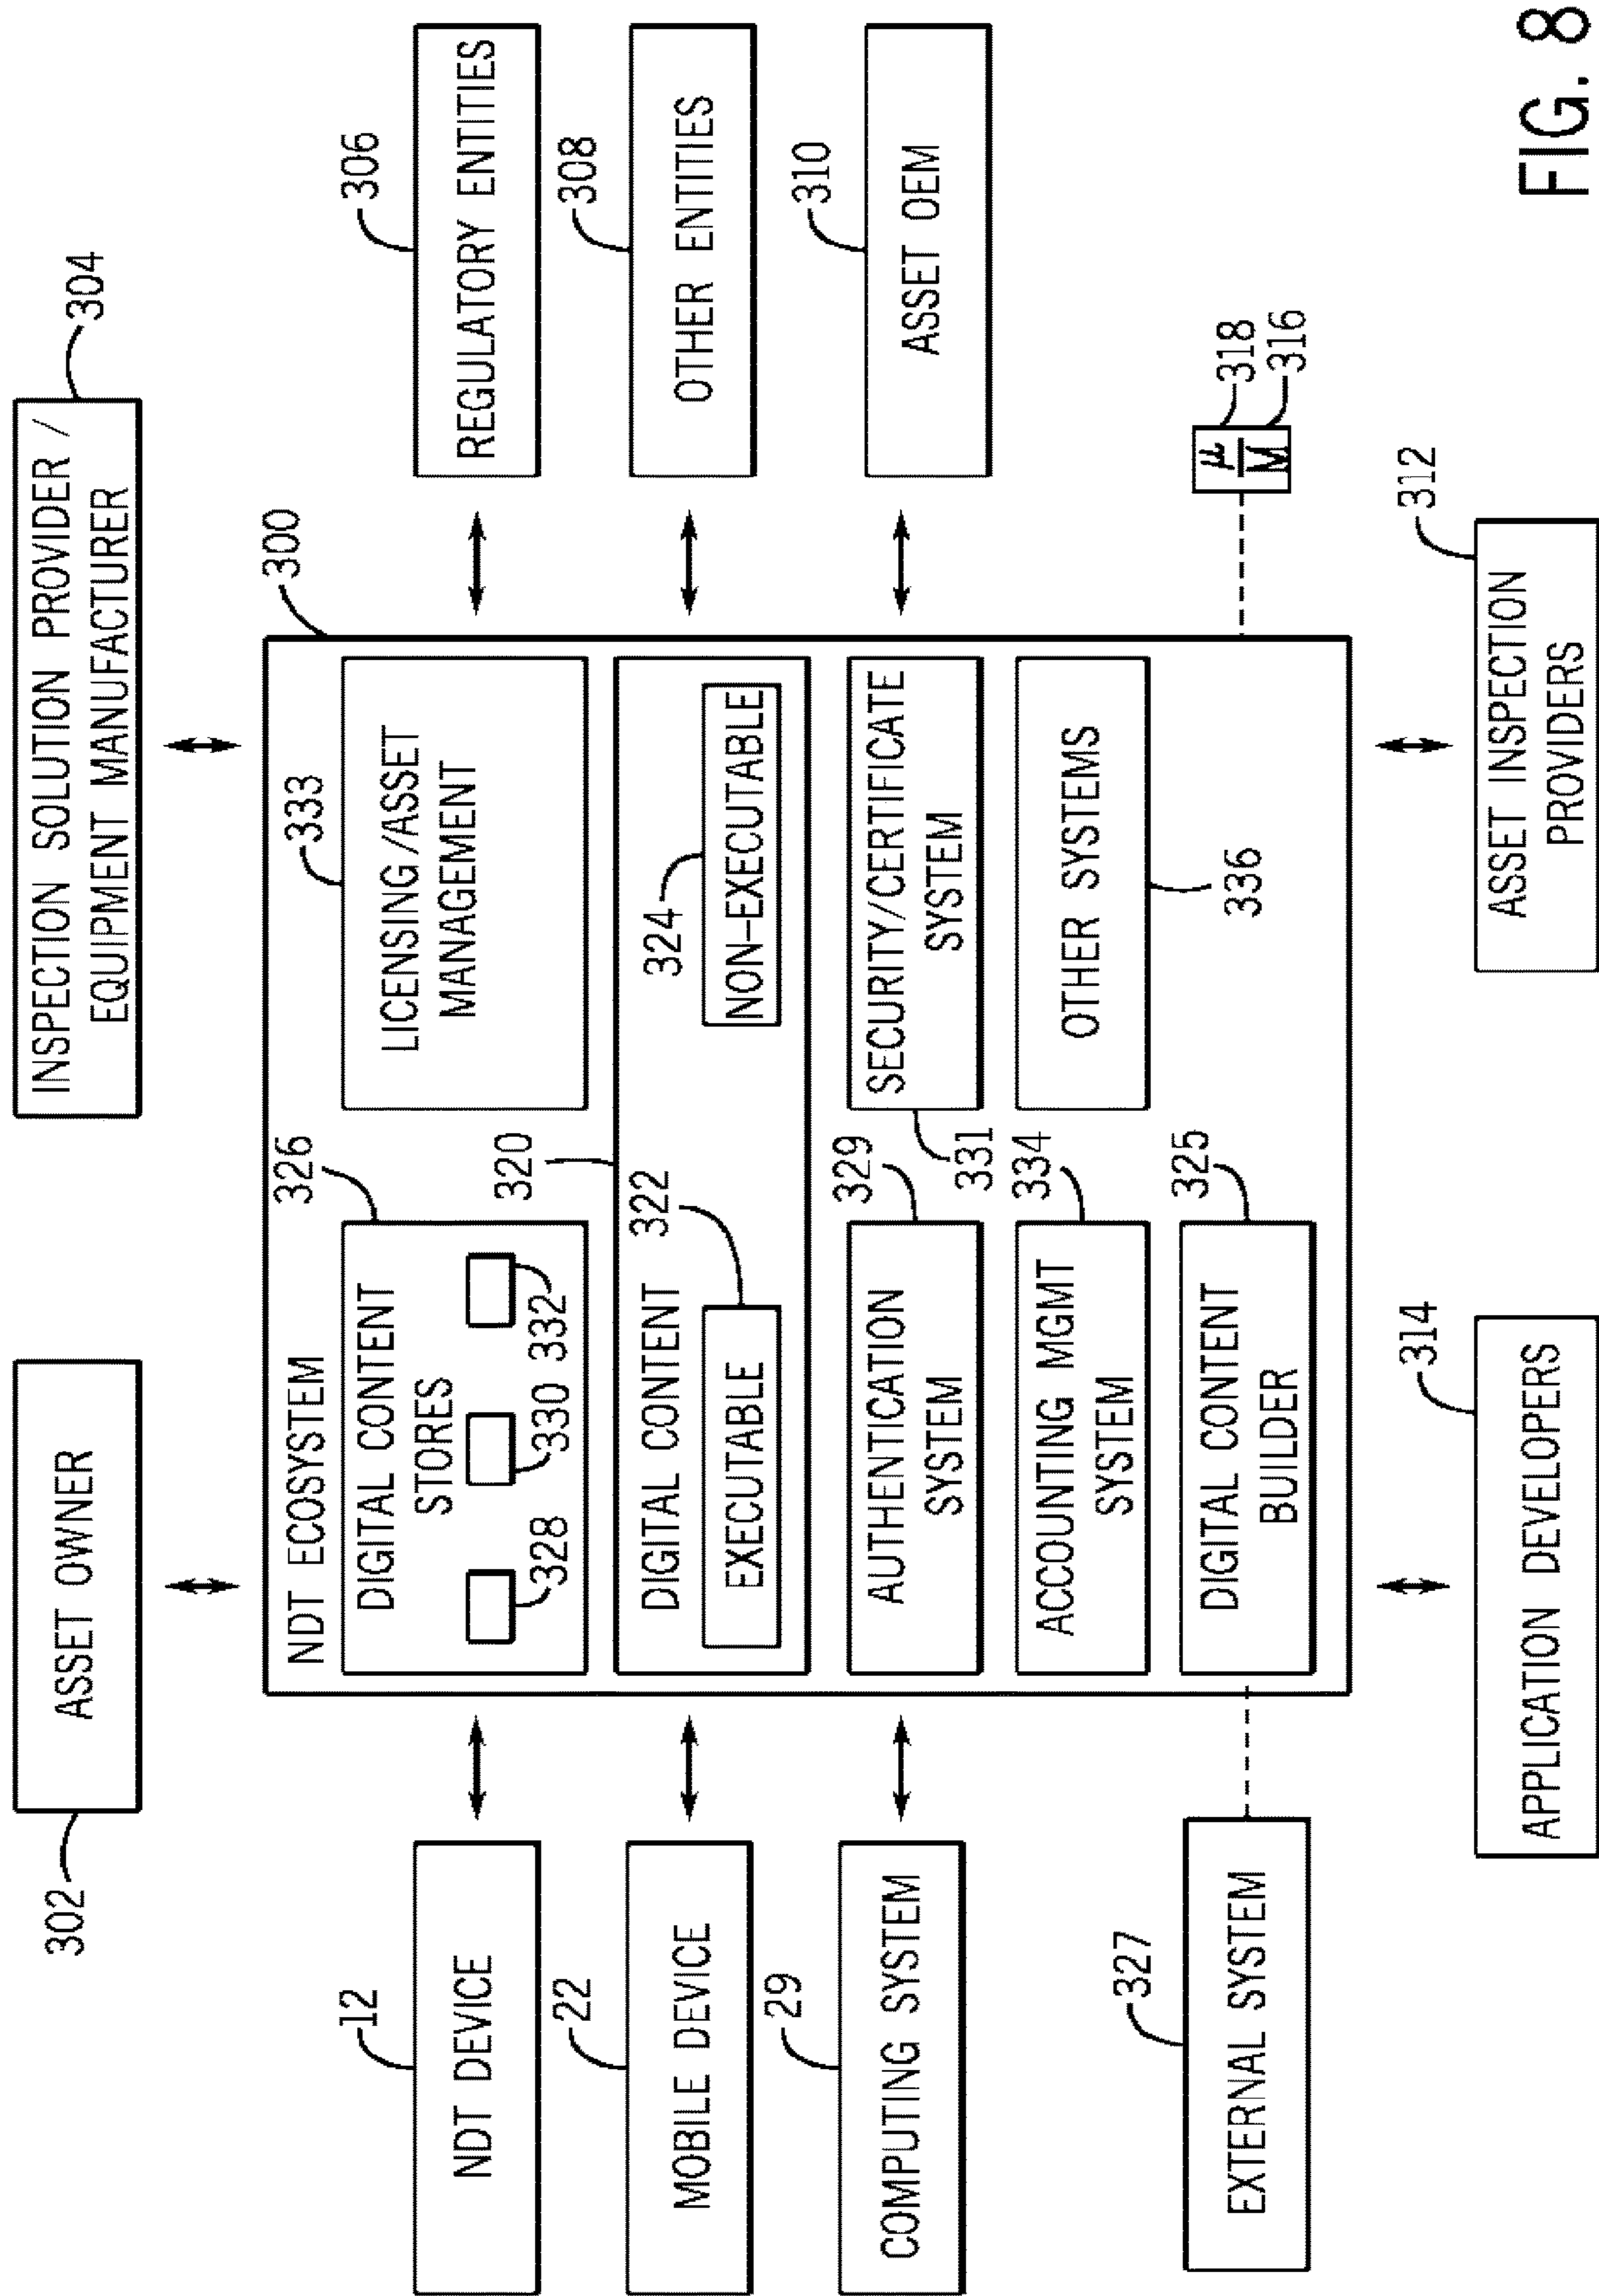 302
ASSET OWNER
304
INSPECTION SOLUTION PROVIDER /
EQUIPMENT MANUFACTURER
300
NDT ECOSYSTEM
326
DIGITAL CONTENT
STORES
328
330
332
333
LICENSING/ASSET
MANAGEMENT
320
DIGITAL CONTENT
322
EXECUTABLE
324
NON-EXECUTABLE
329
AUTHENTICATION
SYSTEM
331
SECURITY/CERTIFICATE
SYSTEM
334
ACCOUNTING MGMT
SYSTEM
OTHER SYSTEMS
336
325
DIGITAL CONTENT
BUILDER
12
NDT DEVICE
22
MOBILE DEVICE
29
COMPUTING SYSTEM
327
EXTERNAL SYSTEM
306
REGULATORY ENTITIES
308
OTHER ENTITIES
310
ASSET OEM
µ
318
M
316
314
APPLICATION DEVELOPERS
312
ASSET INSPECTION
PROVIDERS
FIG. 8